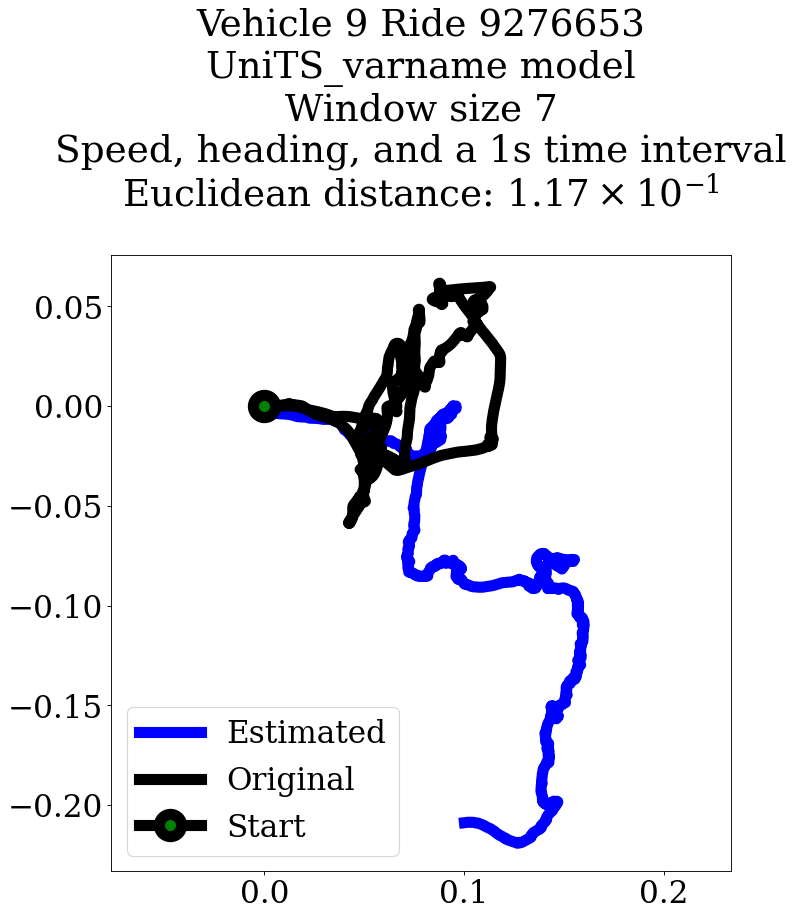 Vehicle 9 Ride 9276653
UniTS_varname model
Window size 7
Speed, heading, and a 1s time interval
Euclidean distance: 1.17 × 10⁻¹
0.05
0.00
−0.05
−0.10
−0.15
−0.20
Estimated
Original
Start
0.0 0.1 0.2